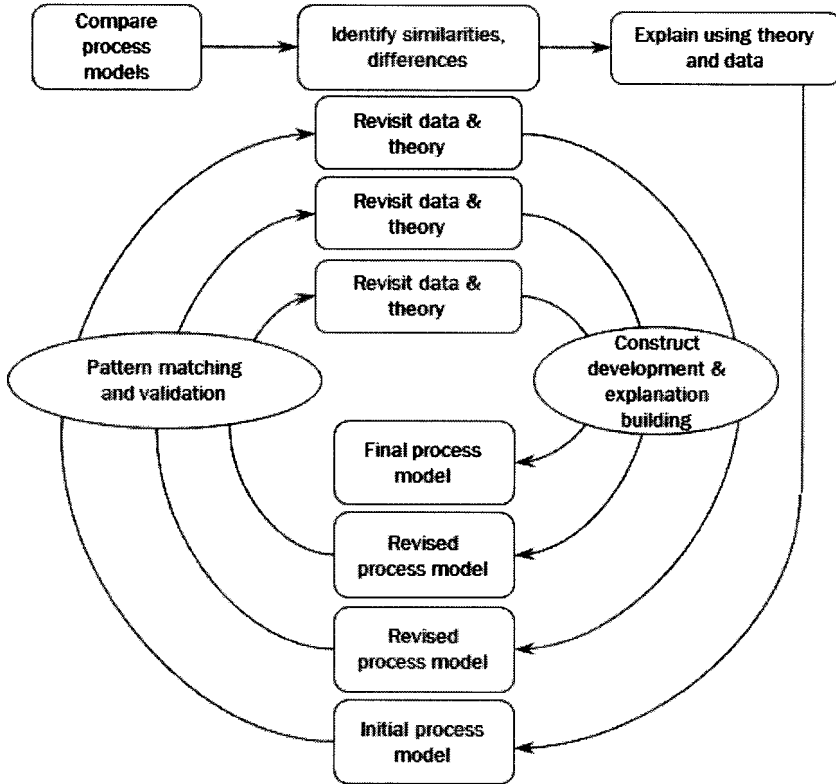 Compare
process
models
Identify similarities,
differences
Explain using theory
and data
Revisit data &
theory
Revisit data &
theory
Revisit data &
theory
Pattern matching
and validation
Construct
development &
explanation
building
Final process
model
Revised
process model
Revised
process model
Initial process
model